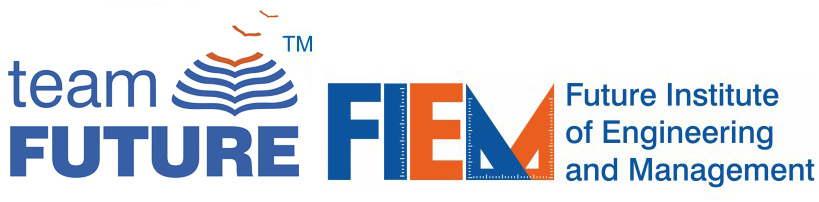 team
FUTURE
TM
FIEM
Future Institute
of Engineering
and Management